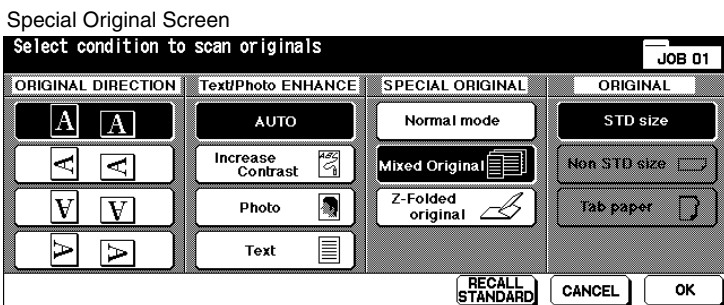 Special Original Screen
Select condition to scan originals
JOB 01
ORIGINAL DIRECTION
Text/Photo ENHANCE
SPECIAL ORIGINAL
ORIGINAL
A A
AUTO
Normal mode
STD size
A A
Increase
Contrast
ABC
Mixed Original
Non STD size
A A
Photo
Z-Folded
original
Tab paper
A A
Text
RECALL
STANDARD
CANCEL
OK